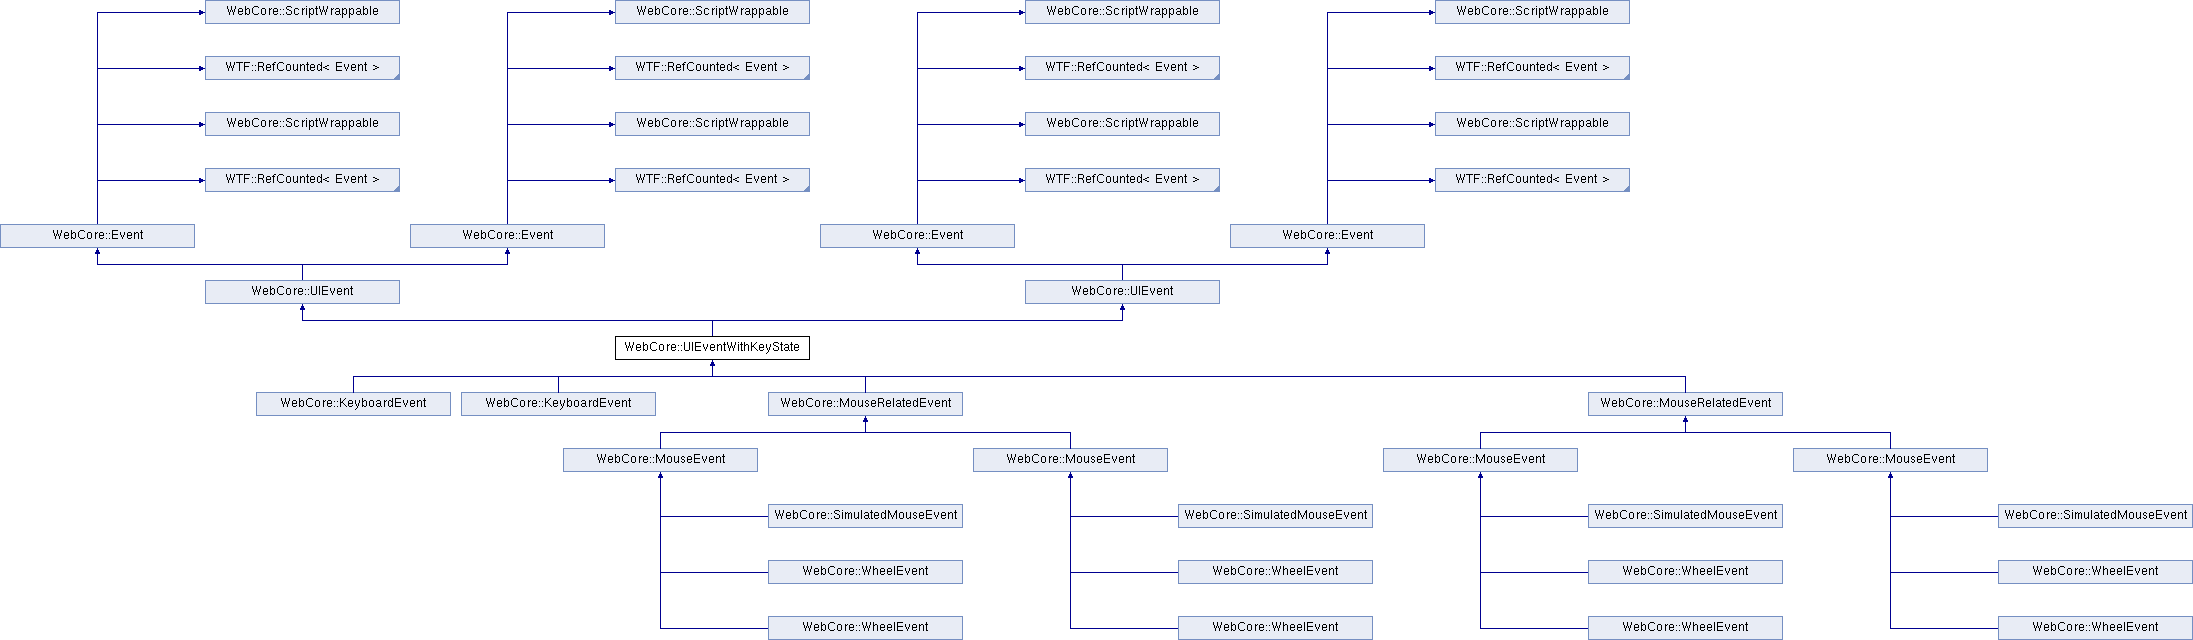 WebCore::ScriptWrappable
WebCore::ScriptWrappable
WebCore::ScriptWrappable
WebCore::ScriptWrappable
WTF::RefCounted< Event >
WTF::RefCounted< Event >
WTF::RefCounted< Event >
WTF::RefCounted< Event >
WebCore::ScriptWrappable
WebCore::ScriptWrappable
WebCore::ScriptWrappable
WebCore::ScriptWrappable
WTF::RefCounted< Event >
WTF::RefCounted< Event >
WTF::RefCounted< Event >
WTF::RefCounted< Event >
WebCore::Event
WebCore::Event
WebCore::Event
WebCore::Event
WebCore::UIEvent
WebCore::UIEvent
WebCore::UIEventWithKeyState
WebCore::KeyboardEvent
WebCore::KeyboardEvent
WebCore::MouseRelatedEvent
WebCore::MouseRelatedEvent
WebCore::MouseEvent
WebCore::MouseEvent
WebCore::MouseEvent
WebCore::MouseEvent
WebCore::SimulatedMouseEvent
WebCore::SimulatedMouseEvent
WebCore::SimulatedMouseEvent
WebCore::SimulatedMouseEvent
WebCore::WheelEvent
WebCore::WheelEvent
WebCore::WheelEvent
WebCore::WheelEvent
WebCore::WheelEvent
WebCore::WheelEvent
WebCore::WheelEvent
WebCore::WheelEvent